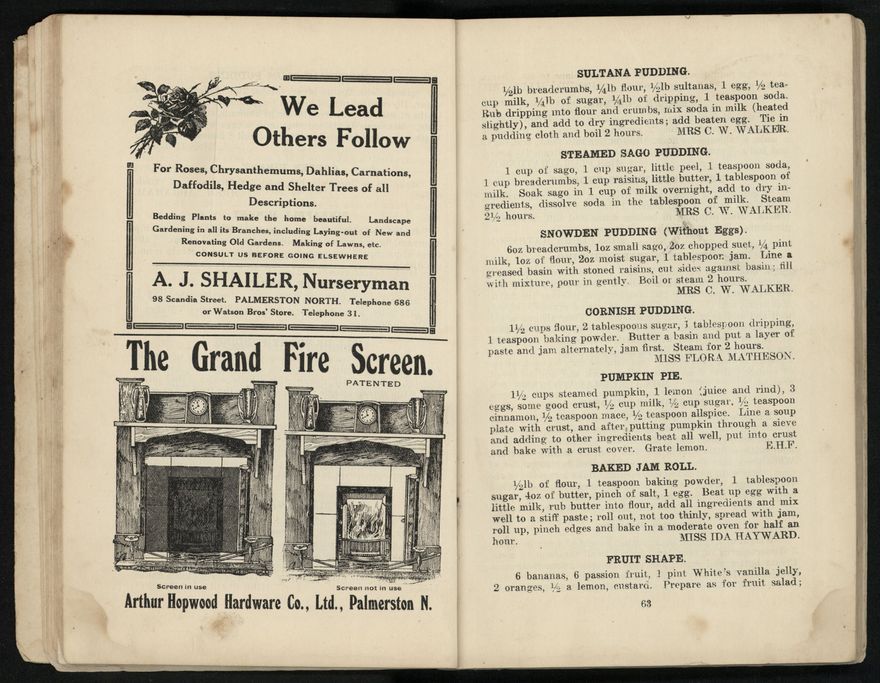 We Lead
Others Follow
For Roses, Chrysanthemums, Dahlias, Carnations,
Daffodils, Hedge and Shelter Trees of all
Descriptions.
Bedding Plants to make the home beautiful. Landscape
Gardening in all its Branches, including Laying-out of New and
Renovating Old Gardens. Making of Lawns, etc.
CONSULT US BEFORE GOING ELSEWHERE
A. J. SHAILER, Nurseryman
98 Scandia Street. PALMERSTON NORTH. Telephone 686
or Watson Bros' Store. Telephone 31.
The Grand Fire Screen.
PATENTED
Screen in use
Screen not in use
Arthur Hopwood Hardware Co., Ltd., Palmerston N.
SULTANA PUDDING.
½lb breadcrumbs, ¼lb flour, ½lb sultanas, 1 egg, ½ tea-
cup milk, ¼lb of sugar, ¼lb of dripping, 1 teaspoon soda.
Rub dripping into flour and crumbs, mix soda in milk (heated
slightly), and add to dry ingredients; add beaten egg. Tie in
a pudding cloth and boil 2 hours. MRS C. W. WALKER.
STEAMED SAGO PUDDING.
1 cup of sago, 1 cup sugar, little peel, 1 teaspoon soda,
1 cup breadcrumbs, 1 cup raisins, little butter, 1 tablespoon of
milk. Soak sago in 1 cup of milk overnight, add to dry in-
gredients, dissolve soda in the tablespoon of milk. Steam
2½ hours. MRS C. W. WALKER.
SNOWDEN PUDDING (Without Eggs).
6oz breadcrumbs, 1oz small sago, 2oz chopped suet, ¼ pint
milk, 1oz of flour, 2oz moist sugar, 1 tablespoon jam. Line a
greased basin with stoned raisins, cut sides against basin; fill
with mixture, pour in gently. Boil or steam 2 hours.
MRS C. W. WALKER.
CORNISH PUDDING.
1½ cups flour, 2 tablespoons sugar, 1 tablespoon dripping,
1 teaspoon baking powder. Butter a basin and put a layer of
paste and jam alternately, jam first. Steam for 2 hours.
MISS FLORA MATHESON.
PUMPKIN PIE.
1½ cups steamed pumpkin, 1 lemon (juice and rind), 3
eggs, some good crust, ½ cup milk, ½ cup sugar, ½ teaspoon
cinnamon, ½ teaspoon mace, ½ teaspoon allspice. Line a soup
plate with crust, and after, putting pumpkin through a sieve
and adding to other ingredients beat all well, put into crust
and bake with a crust cover. Grate lemon. E.H.F.
BAKED JAM ROLL.
½lb of flour, 1 teaspoon baking powder, 1 tablespoon
sugar, 4oz of butter, pinch of salt, 1 egg. Beat up egg with a
little milk, rub butter into flour, add all ingredients and mix
well to a stiff paste; roll out, not too thinly, spread with jam,
roll up, pinch edges and bake in a moderate oven for half an
hour. MISS IDA HAYWARD.
FRUIT SHAPE.
6 bananas, 6 passion fruit, 1 pint White's vanilla jelly,
2 oranges, ½ a lemon, custard. Prepare as for fruit salad;
63